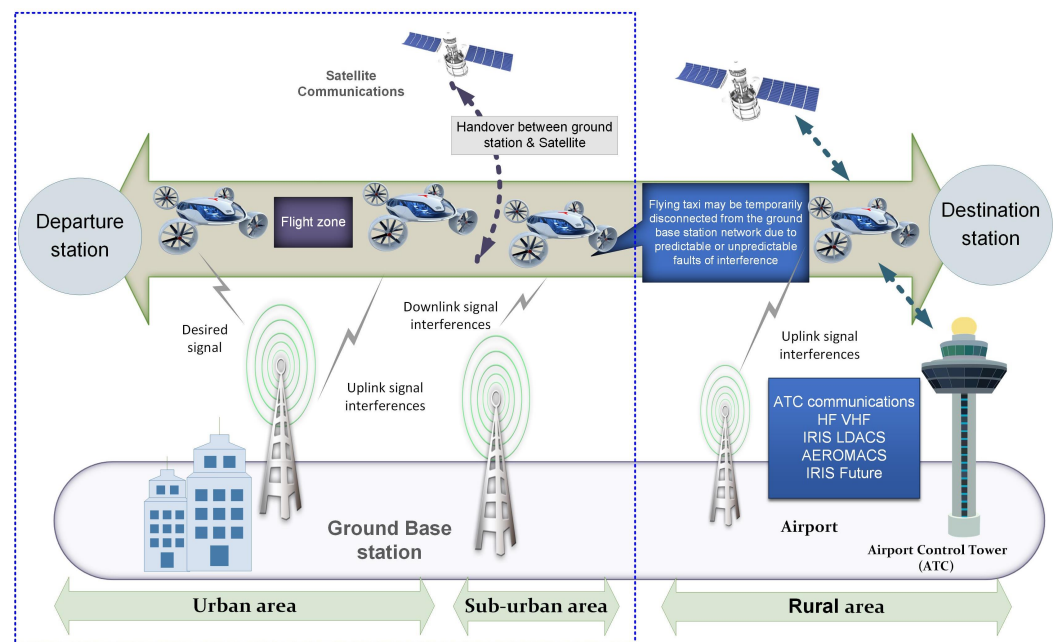 Satellite
Communications
Handover between ground
station & Satellite
Departure
station
Flight zone
Flying taxi may be temporarily
disconnected from the ground
base station network due to
predictable or unpredictable
faults of interference
Destination
station
Desired
signal
Uplink signal
interferences
Downlink signal
interferences
Uplink signal
interferences
ATC communications
HF VHF
IRIS LDACS
AEROMACS
IRIS Future
Ground Base
station
Airport
Airport Control Tower
(ATC)
Urban area
Sub-urban area
Rural area